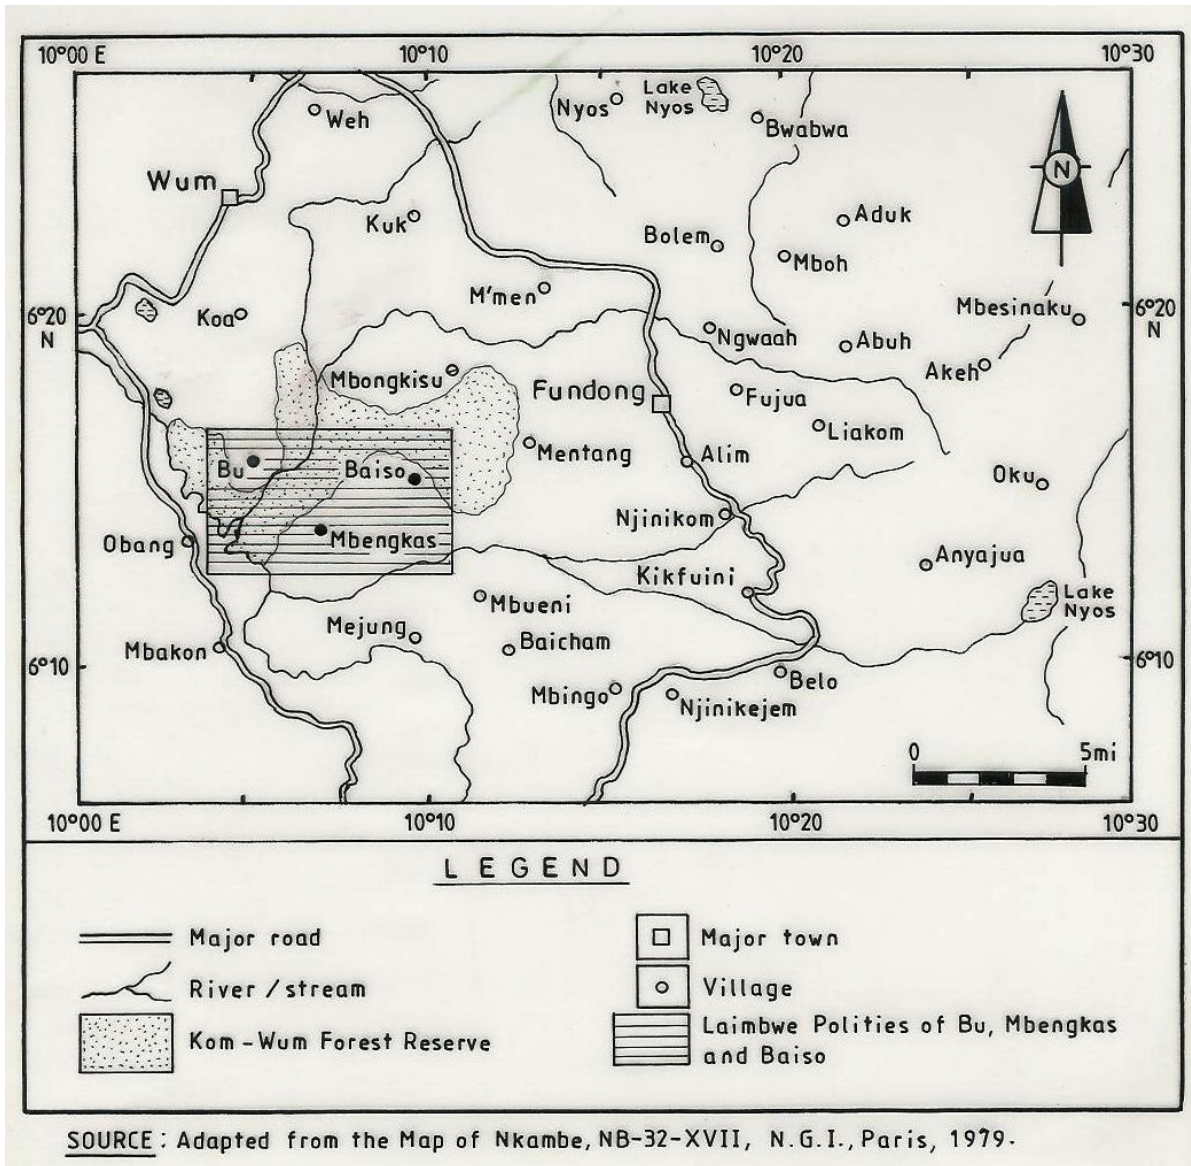 10°00 E 10°10 10°20 10°30
Nyos
Lake
Nyos
Weh
Bwabwa
Wum
Kuk
Aduk
Bolem
Mboh
M'men
Mbesinaku
6°20
N
6°20
N
Koa
Ngwaah
Abuh
Akeh
Mbongkisu
Fundong
Fujua
Liakom
Bu
Baiso
Mentang
Alim
Oku
Njinikom
Obang
Mbengkas
Anyajua
Kikfuini
Lake
Nyos
Mbueni
Mejung
Baicham
Mbakon
6°10
6°10
Belo
Mbingo
Njinikejem
0 5mi
N
10°00 E 10°10 10°20 10°30
LEGEND
Major road
Major town
River/stream
Village
Kom-Wum Forest Reserve
Laimbwe Polities of Bu, Mbengkas
and Baiso
SOURCE: Adapted from the Map of Nkambe, NB-32-XVII, N.G.I., Paris, 1979.